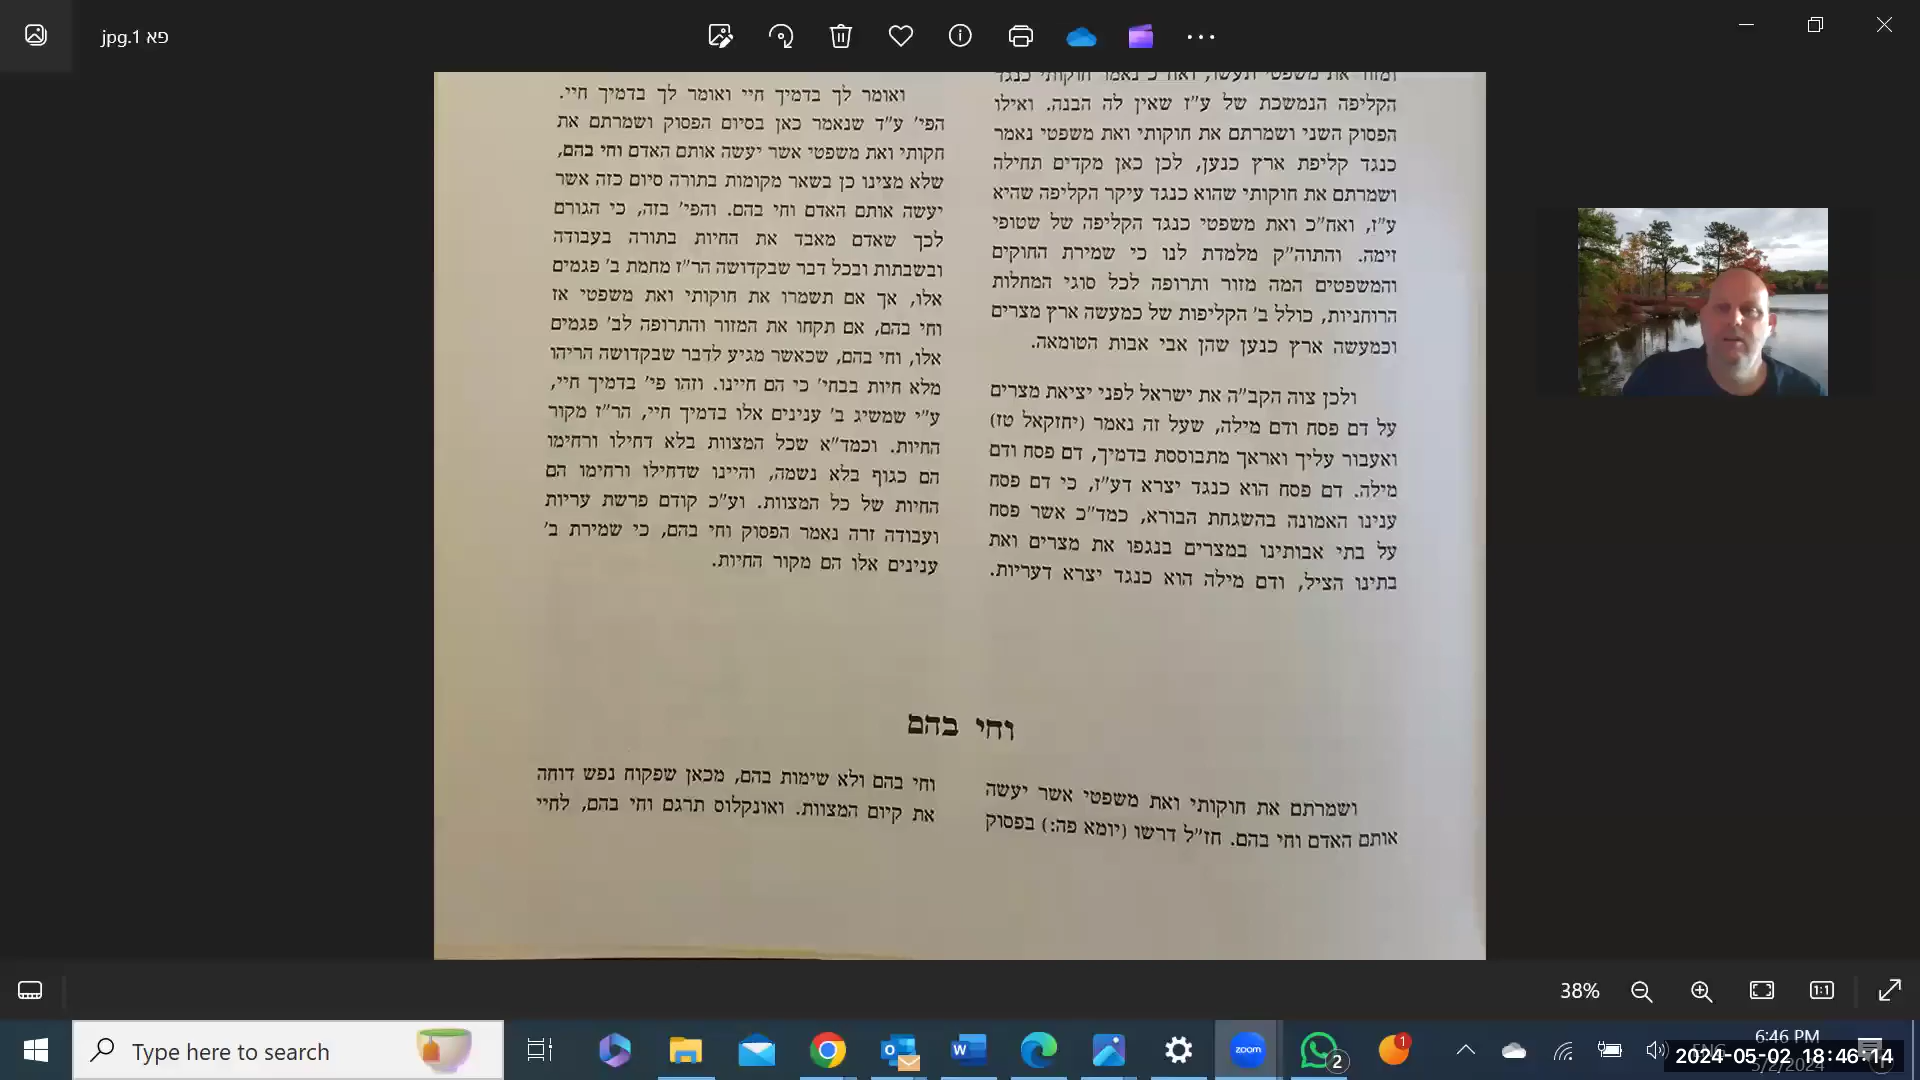 פא 1.jpg
ומזור את משפטי תעשו, ואח״כ נאמר חוקותי כנגד
הקליפה הנמשכת של ע״ז שאין לה הבנה. ואילו
הפסוק השני ושמרתם את חוקותי ואת משפטי נאמר
כנגד קליפת ארץ כנען, לכן כאן מקדים תחילה
ושמרתם את חוקותי שהוא כנגד עיקר הקליפה שהיא
ע״ז, ואח״כ ואת משפטי כנגד הקליפה של שטופי
זימה. והתוה״ק מלמדת לנו כי שמירת החוקים
והמשפטים המה מזור ותרופה לכל סוגי המחלות
הרוחניות, כולל ב׳ הקליפות של כמעשה ארץ מצרים
וכמעשה ארץ כנען שהן אבי אבות הטומאה.
ולכן צוה הקב״ה את ישראל לפני יציאת מצרים
על דם פסח ודם מילה, שעל זה נאמר (יחזקאל טז)
ואעבור עליך ואראך מתבוססת בדמיך, דם פסח ודם
מילה. דם פסח הוא כנגד יצרא דע״ז, כי דם פסח
ענינו האמונה בהשגחת הבורא, כמד״כ אשר פסח
על בתי אבותינו במצרים בנגפו את מצרים ואת
בתינו הציל, ודם מילה הוא כנגד יצרא דעריות.
ואומר לך בדמיך חיי ואומר לך בדמיך חיי.
הפי׳ ע״ד שנאמר כאן בסיום הפסוק ושמרתם את
חקותי ואת משפטי אשר יעשה אותם האדם וחי בהם,
שלא מצינו כן בשאר מקומות בתורה סיום כזה אשר
יעשה אותם האדם וחי בהם. והפי׳ בזה, כי הגורם
לכך שאדם מאבד את החיות בתורה בעבודה
ובשבתות ובכל דבר שבקדושה הר״ז מחמת ב׳ פגמים
אלו, אך אם תשמרו את חוקותי ואת משפטי אז
וחי בהם, אם תקחו את המזור והתרופה לב׳ פגמים
אלו, וחי בהם, שכאשר מגיע לדבר שבקדושה הריהו
מלא חיות בבחי׳ כי הם חיינו. וזהו פי׳ בדמיך חיי,
ע״י שמשיג ב׳ ענינים אלו בדמיך חיי, הר״ז מקור
החיות. וכמד״א שכל המצוות בלא דחילו ורחימו
הם כגוף בלא נשמה, והיינו שדחילו ורחימו הם
החיות של כל המצוות. וע״כ קודם פרשת עריות
ועבודה זרה נאמר הפסוק וחי בהם, כי שמירת ב׳
ענינים אלו הם מקור החיות.
וחי בהם
ושמרתם את חוקותי ואת משפטי אשר יעשה
אותם האדם וחי בהם. חז״ל דרשו (יומא פה:) בפסוק
וחי בהם ולא שימות בהם, מכאן שפקוח נפש דוחה
את קיום המצוות. ואונקלוס תרגם וחי בהם, לחיי
38%
Type here to search
zoom
2
1
6:46 PM
2024-05-02 18:46:14
5/2/2024